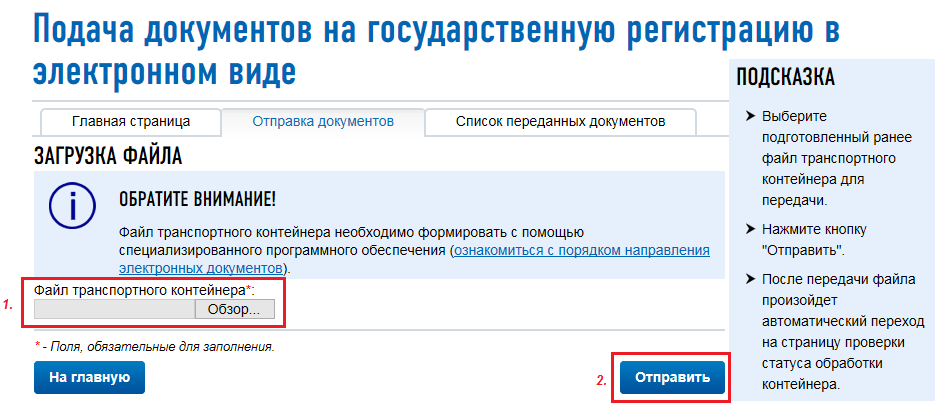 Подача документов на государственную регистрацию в
электронном виде
Главная страница
Отправка документов
Список переданных документов
ЗАГРУЗКА ФАЙЛА
ОБРАТИТЕ ВНИМАНИЕ!
Файл транспортного контейнера необходимо формировать с помощью
специализированного программного обеспечения (ознакомиться с порядком направления
электронных документов).
1.
Файл транспортного контейнера*:
Обзор...
* - Поля, обязательные для заполнения.
На главную
2.
Отправить
ПОДСКАЗКА
Выберите
подготовленный ранее
файл транспортного
контейнера для
передачи.
Нажмите кнопку
"Отправить".
После передачи файла
произойдет
автоматический переход
на страницу проверки
статуса обработки
контейнера.